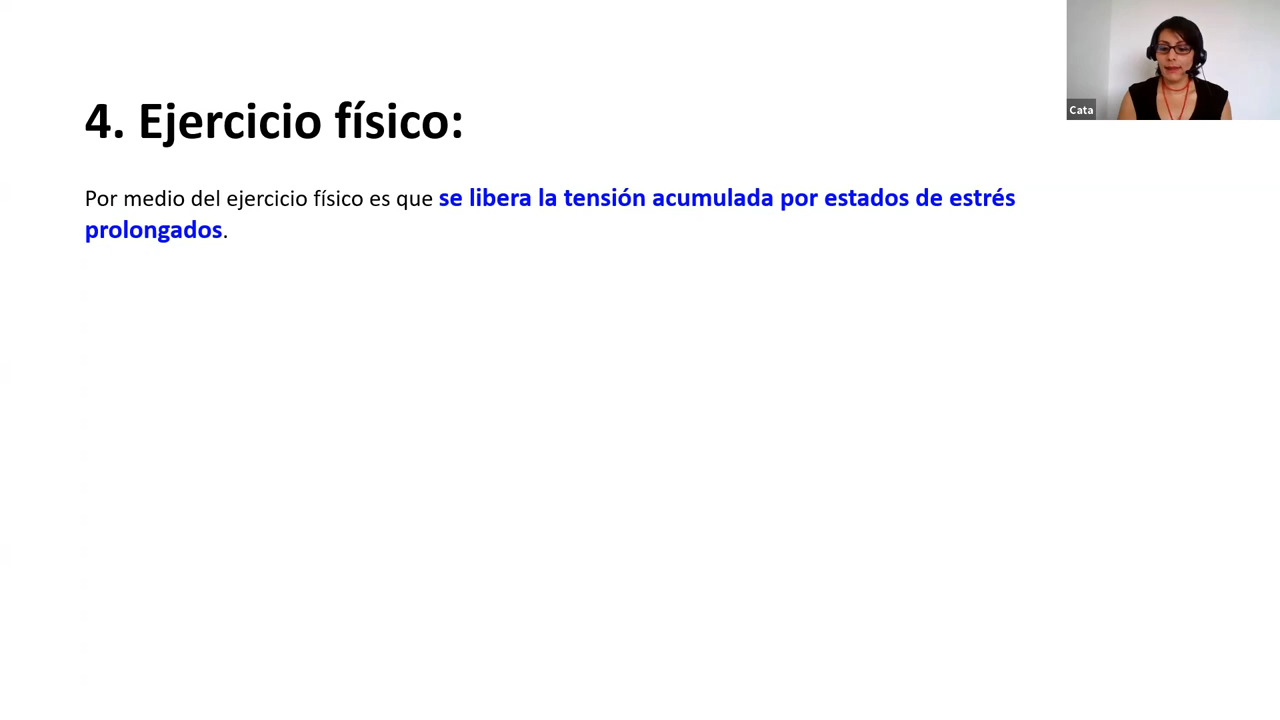 Cata
4. Ejercicio físico:
Por medio del ejercicio físico es que se libera la tensión acumulada por estados de estrés
prolongados.